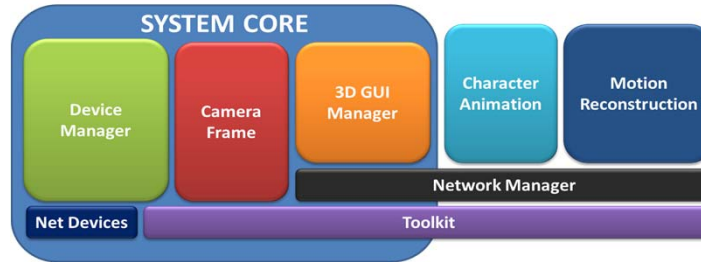 SYSTEM CORE
Device
Manager
Camera
Frame
3D GUI
Manager
Character
Animation
Motion
Reconstruction
Network Manager
Net Devices
Toolkit